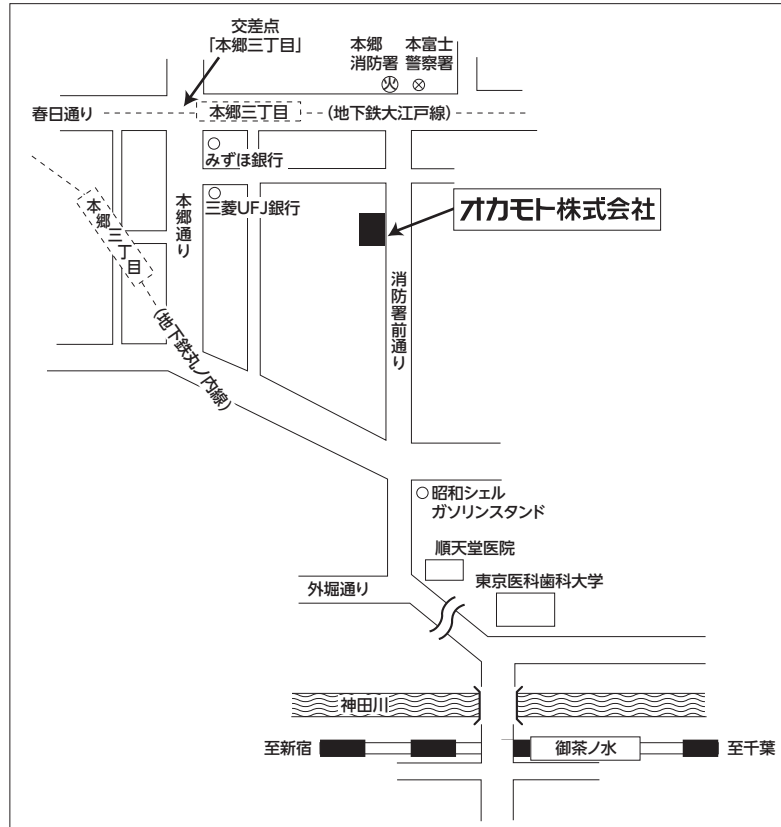 交差点
「本郷三丁目」
本郷
消防署
本富士
警察署
火
春日通り
本郷三丁目
(地下鉄大江戸線)
みずほ銀行
三菱UFJ銀行
オカモト株式会社
本郷三丁目
本郷通り
消防署前通り
(地下鉄丸ノ内線)
昭和シェル
ガソリンスタンド
順天堂医院
東京医科歯科大学
外堀通り
神田川
至新宿
御茶ノ水
至千葉